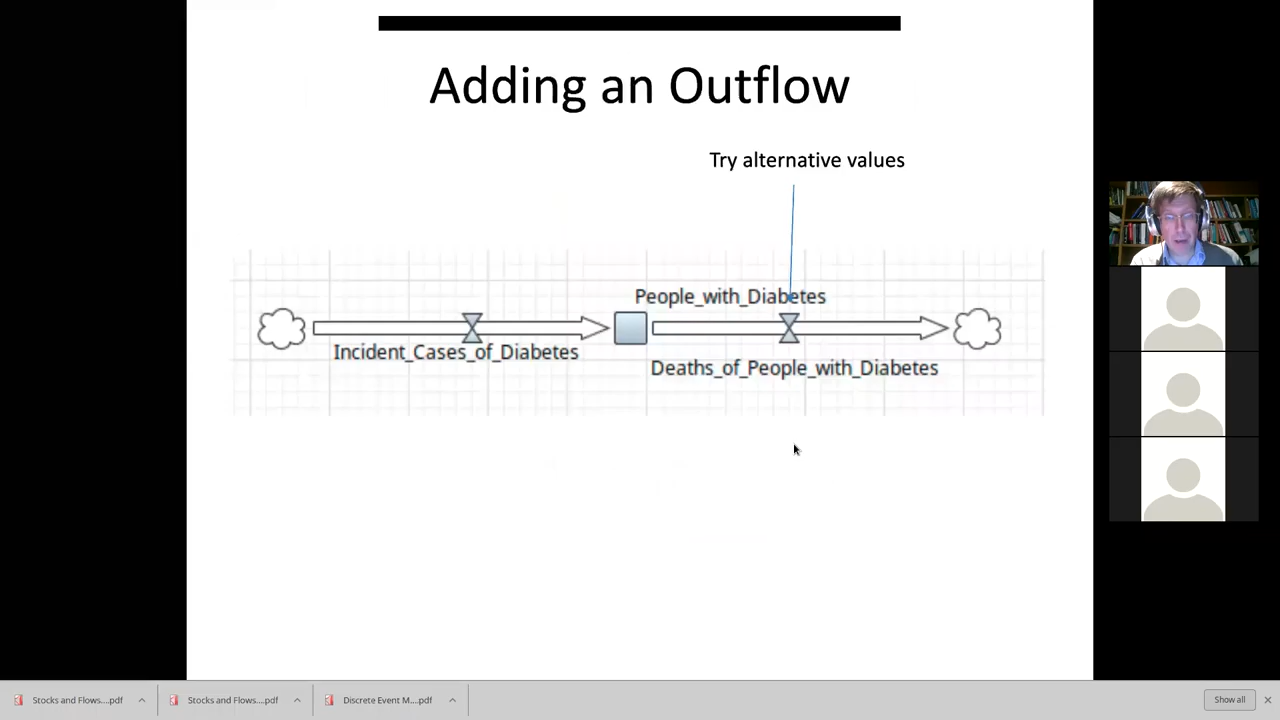 Adding an Outflow
Try alternative values
People_with_Diabetes
Incident_Cases_of_Diabetes
Deaths_of_People_with_Diabetes
Stocks and Flows....pdf
Stocks and Flows....pdf
Discrete Event M....pdf
Show all